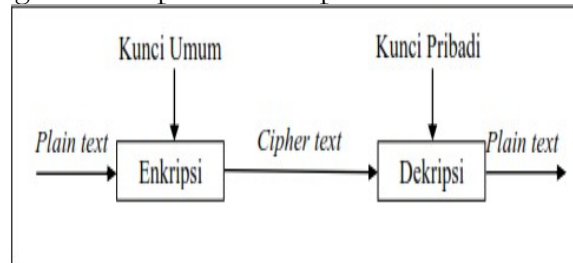 Kunci Umum Kunci Pribadi
Plain text Cipher text Plain text
Enkripsi Dekripsi